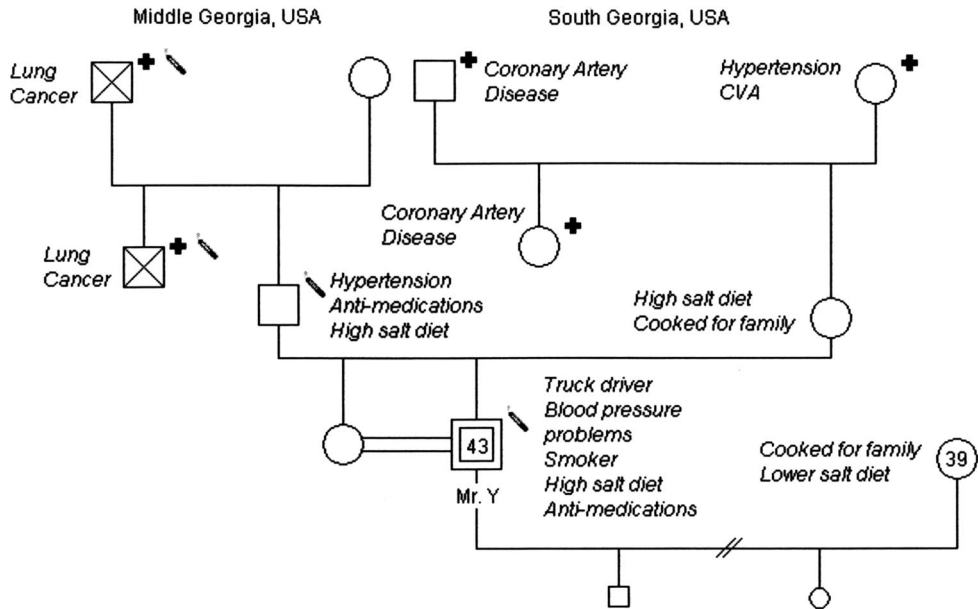 Middle Georgia, USA
South Georgia, USA
Lung
Cancer
Coronary Artery
Disease
Hypertension
CVA
Lung
Cancer
Coronary Artery
Disease
Hypertension
Anti-medications
High salt diet
High salt diet
Cooked for family
43
Mr. Y
Truck driver
Blood pressure
problems
Smoker
High salt diet
Anti-medications
Cooked for family
Lower salt diet
39